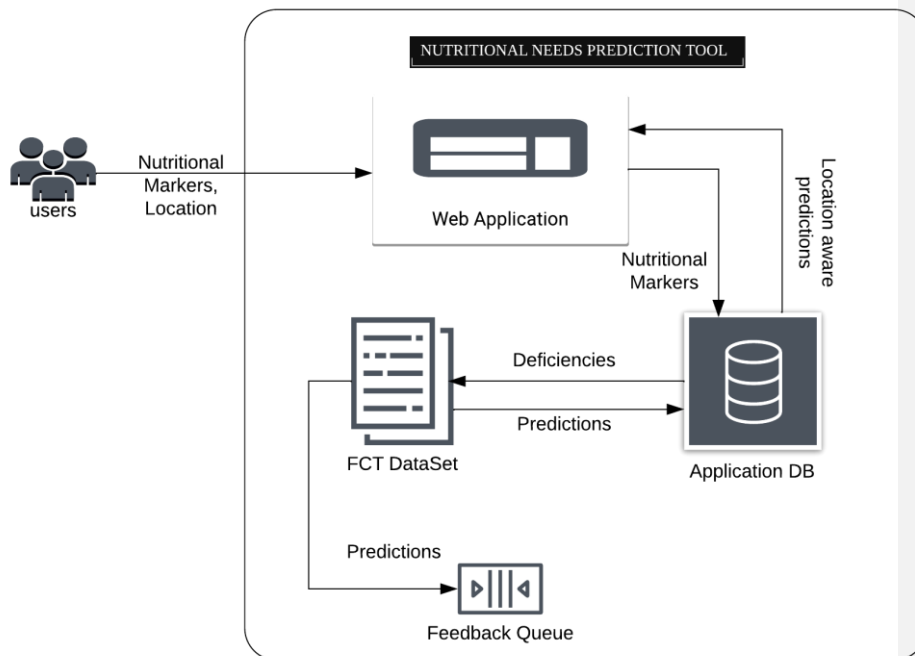 NUTRITIONAL NEEDS PREDICTION TOOL
users
Nutritional
Markers,
Location
Web Application
Nutritional
Markers
Location aware
predictions
Deficiencies
Predictions
FCT DataSet
Application DB
Predictions
Feedback Queue